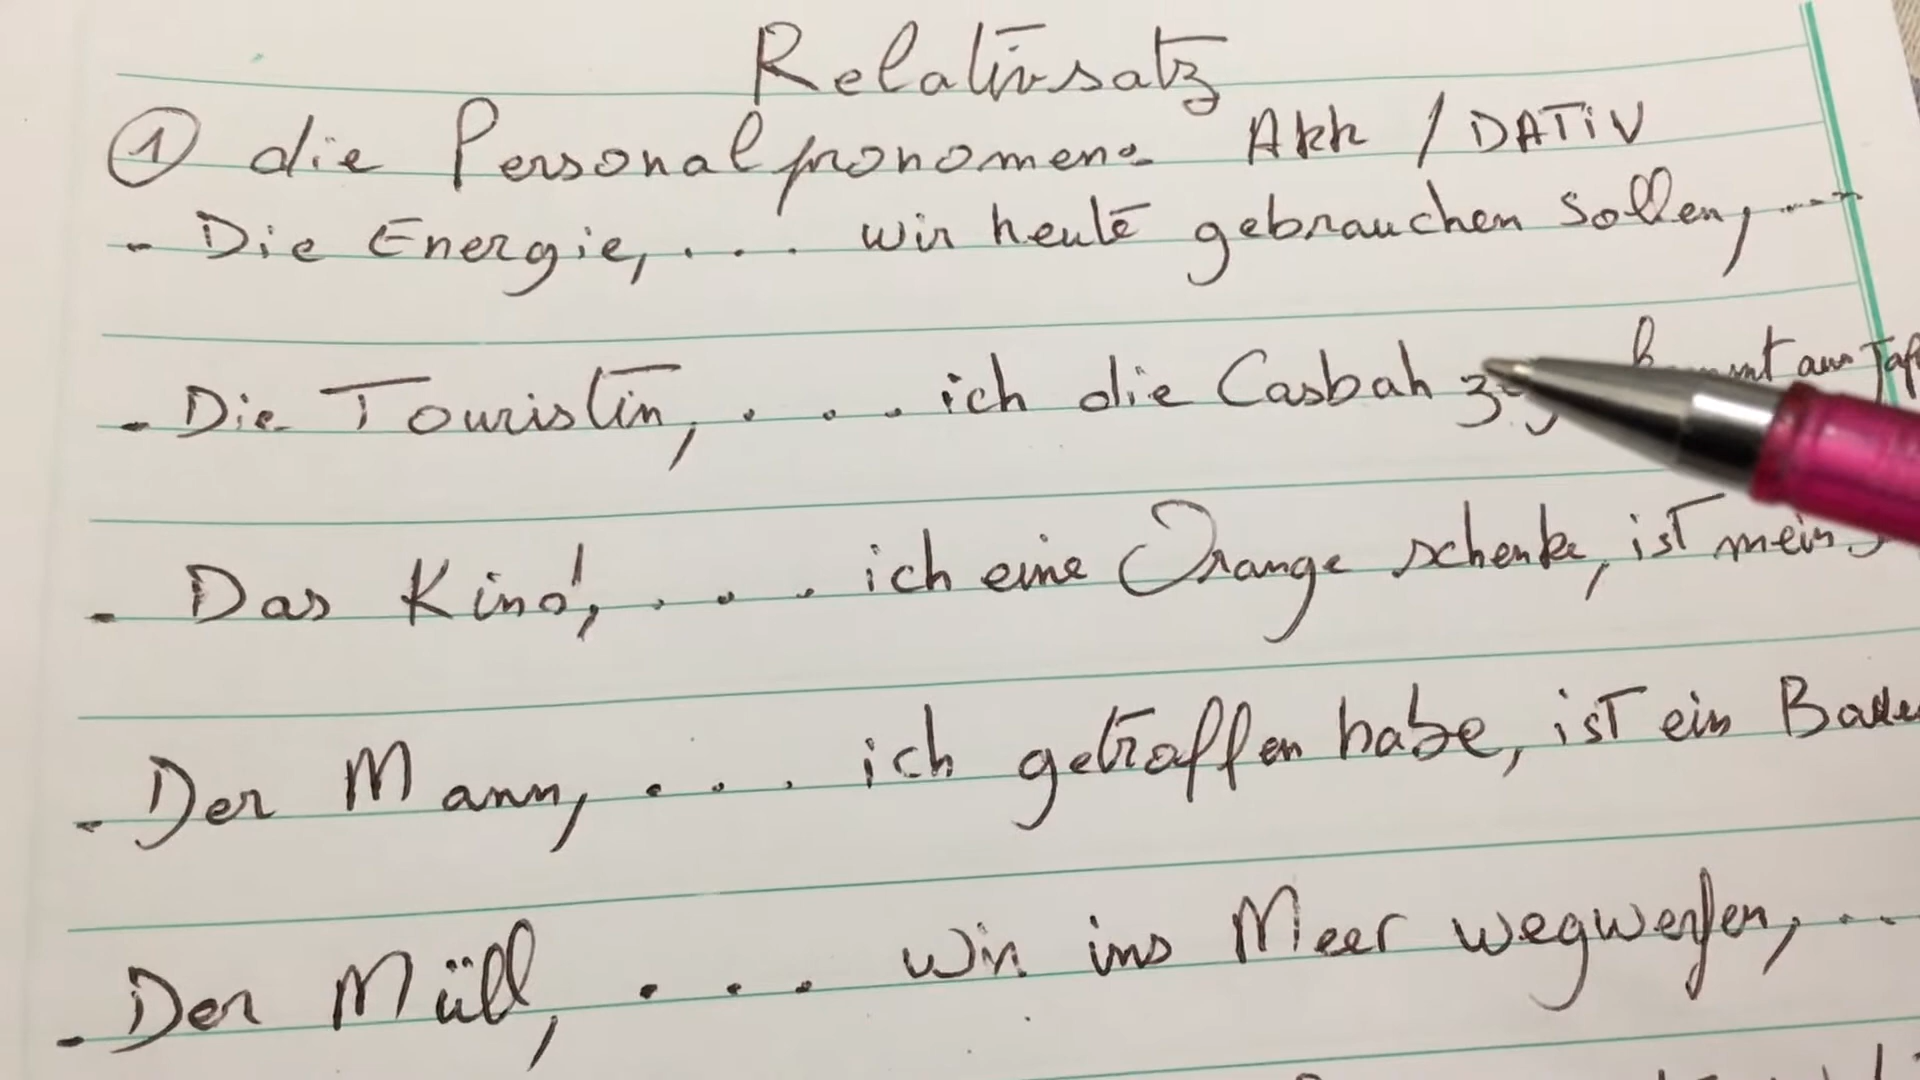 Relativsatz
① die Personalpronomen: Akk / DATiV
- Die Energie, ... wir heute gebrauchen sollen, ...
- Die Touristin, ... ich die Casbah aus
- Das Kind, ... ich eine Orange schenke, ist mein
- Der Mann, ... ich getroffen habe, ist ein
- Der Müll, ... wir ins Meer wegwerfen, ...